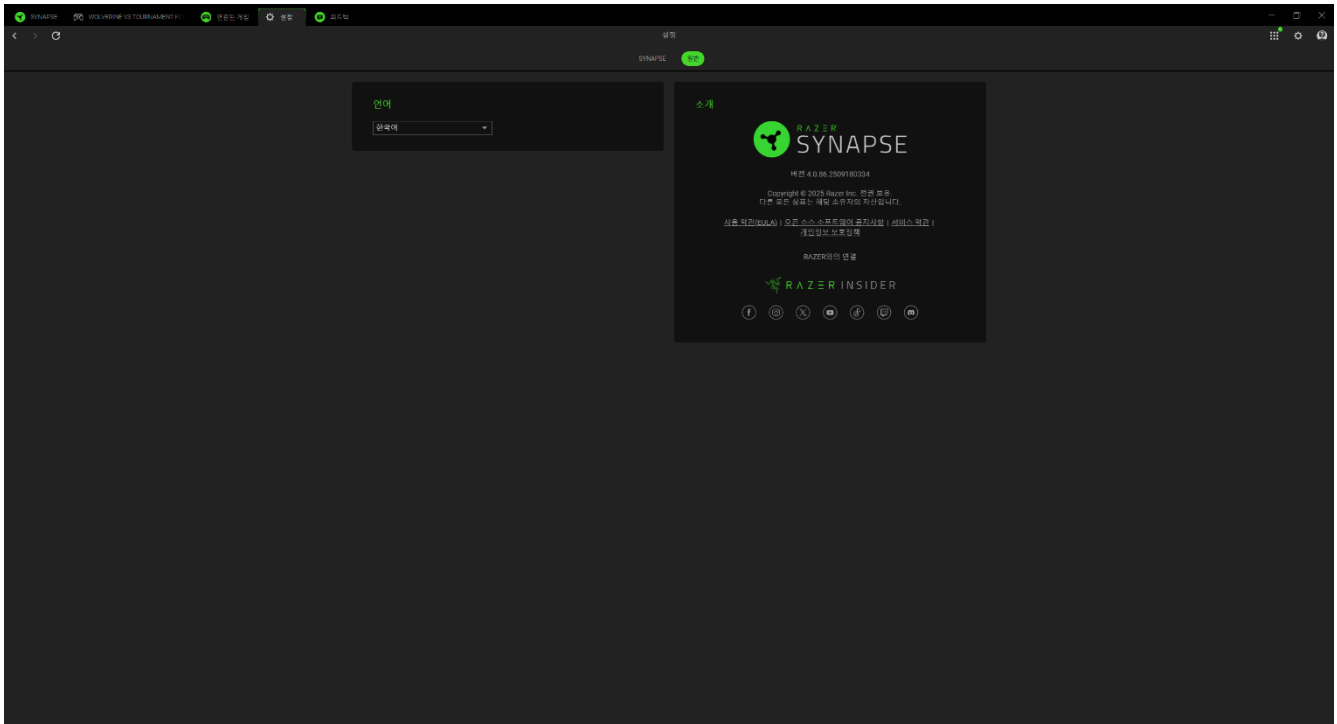 SYNAPSE
WOLVERINE V3 TOURNAMENT E
연결된 게임
설정
피드백
설정
SYNAPSE
일반
언어
한국어
소개
RAZER
SYNAPSE
버전 4.0.86.2509180334
Copyright © 2025 Razer Inc. 전권 보유.
다른 모든 상표는 해당 소유자의 자산입니다.
사용 약관(EULA) | 오픈 소스 소프트웨어 공지사항 | 서비스 약관 |
개인정보 보호정책
RAZER와의 연결
RAZER INSIDER